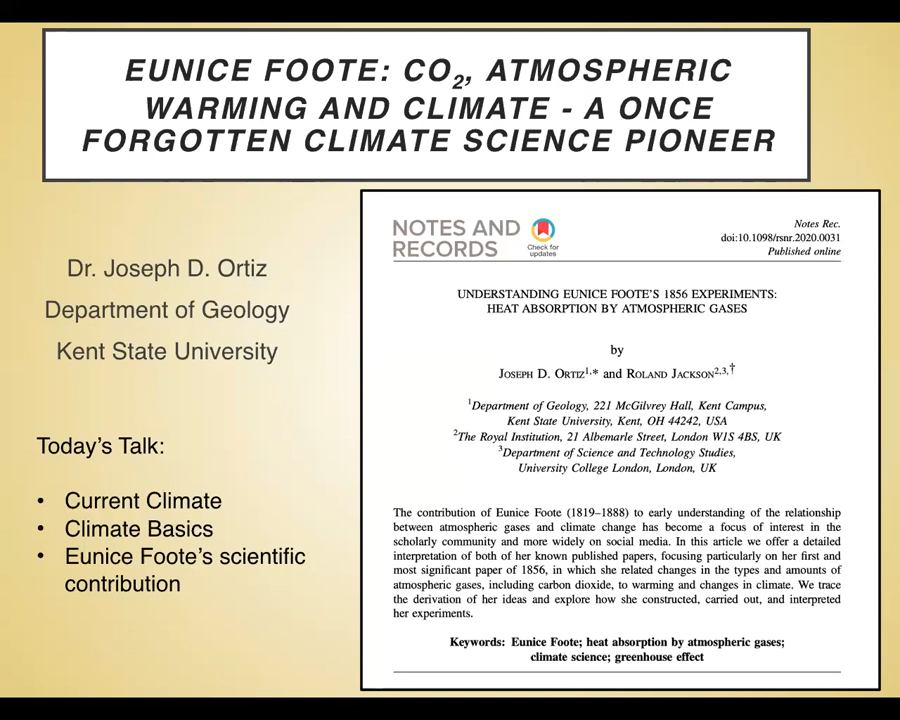 EUNICE FOOTE: CO2, ATMOSPHERIC
WARMING AND CLIMATE - A ONCE
FORGOTTEN CLIMATE SCIENCE PIONEER
Dr. Joseph D. Ortiz
Department of Geology
Kent State University
Today's Talk:
• Current Climate
• Climate Basics
• Eunice Foote's scientific
contribution
NOTES AND
RECORDS
Check for
updates
Notes Rec.
doi:10.1098/rsnr.2020.0031
Published online
UNDERSTANDING EUNICE FOOTE'S 1856 EXPERIMENTS:
HEAT ABSORPTION BY ATMOSPHERIC GASES
by
JOSEPH D. ORTIZ1,* and ROLAND JACKSON2,3,†
1Department of Geology, 221 McGilvrey Hall, Kent Campus,
Kent State University, Kent, OH 44242, USA
2The Royal Institution, 21 Albemarle Street, London W1S 4BS, UK
3Department of Science and Technology Studies,
University College London, London, UK
The contribution of Eunice Foote (1819–1888) to early understanding of the relationship
between atmospheric gases and climate change has become a focus of interest in the
scholarly community and more widely on social media. In this article we offer a detailed
interpretation of both of her known published papers, focusing particularly on her first and
most significant paper of 1856, in which she related changes in the types and amounts of
atmospheric gases, including carbon dioxide, to warming and changes in climate. We trace
the derivation of her ideas and explore how she constructed, carried out, and interpreted
her experiments.
Keywords: Eunice Foote; heat absorption by atmospheric gases;
climate science; greenhouse effect